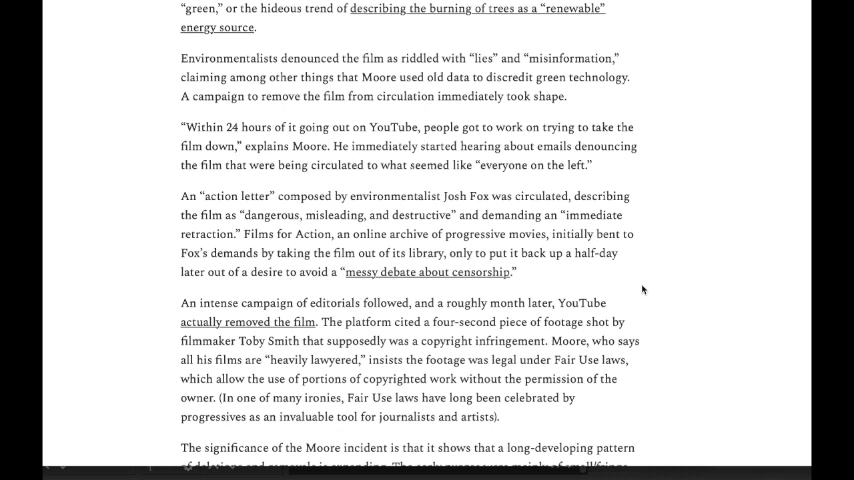 “green,” or the hideous trend of describing the burning of trees as a “renewable”
energy source.
Environmentalists denounced the film as riddled with “lies” and “misinformation,”
claiming among other things that Moore used old data to discredit green technology.
A campaign to remove the film from circulation immediately took shape.
“Within 24 hours of it going out on YouTube, people got to work on trying to take the
film down,” explains Moore. He immediately started hearing about emails denouncing
the film that were being circulated to what seemed like “everyone on the left.”
An “action letter” composed by environmentalist Josh Fox was circulated, describing
the film as “dangerous, misleading, and destructive” and demanding an “immediate
retraction.” Films for Action, an online archive of progressive movies, initially bent to
Fox’s demands by taking the film out of its library, only to put it back up a half-day
later out of a desire to avoid a “messy debate about censorship.”
An intense campaign of editorials followed, and a roughly month later, YouTube
actually removed the film. The platform cited a four-second piece of footage shot by
filmmaker Toby Smith that supposedly was a copyright infringement. Moore, who says
all his films are “heavily lawyered,” insists the footage was legal under Fair Use laws,
which allow the use of portions of copyrighted work without the permission of the
owner. (In one of many ironies, Fair Use laws have long been celebrated by
progressives as an invaluable tool for journalists and artists).
The significance of the Moore incident is that it shows that a long-developing pattern